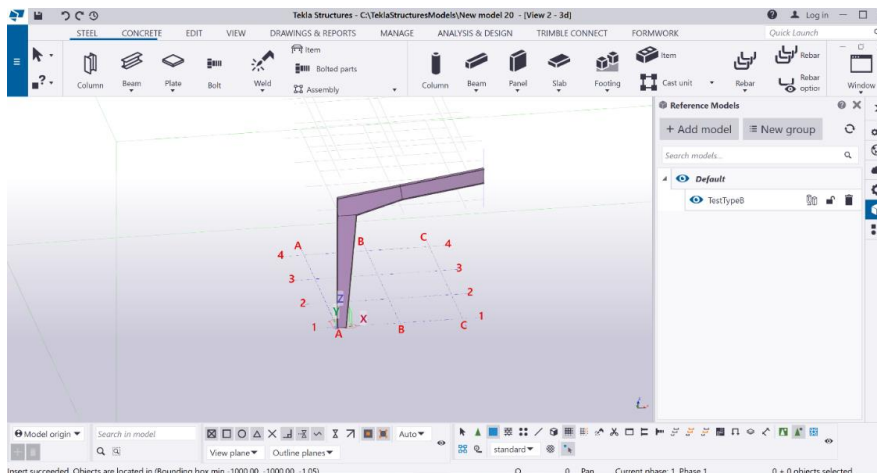 Tekla Structures - C:\TeklaStructuresModels\New model 20 - [View 2 - 3d]
Log in
STEEL CONCRETE EDIT VIEW DRAWINGS & REPORTS MANAGE ANALYSIS & DESIGN TRIMBLE CONNECT FORMWORK Quick Launch
Item
Bolted parts
Assembly
Column Beam Plate Bolt Weld
Column Beam Panel Slab Footing
Item
Cast unit
Rebar
Rebar
Rebar
option
Window
Reference Models
+ Add model
New group
Search models...
Default
TestTypeB
A
B
C
4
4
3
3
2
2
1
1
A
B
C
Z
Y
X
Model origin
Search in model
Auto
View plane
Outline planes
standard
Insert succeeded. Objects are located in (Bounding box min -1000.00, -1000.00, -1.05)
O
0
Pan
Current phase: 1, Phase 1
0 + 0 objects selected